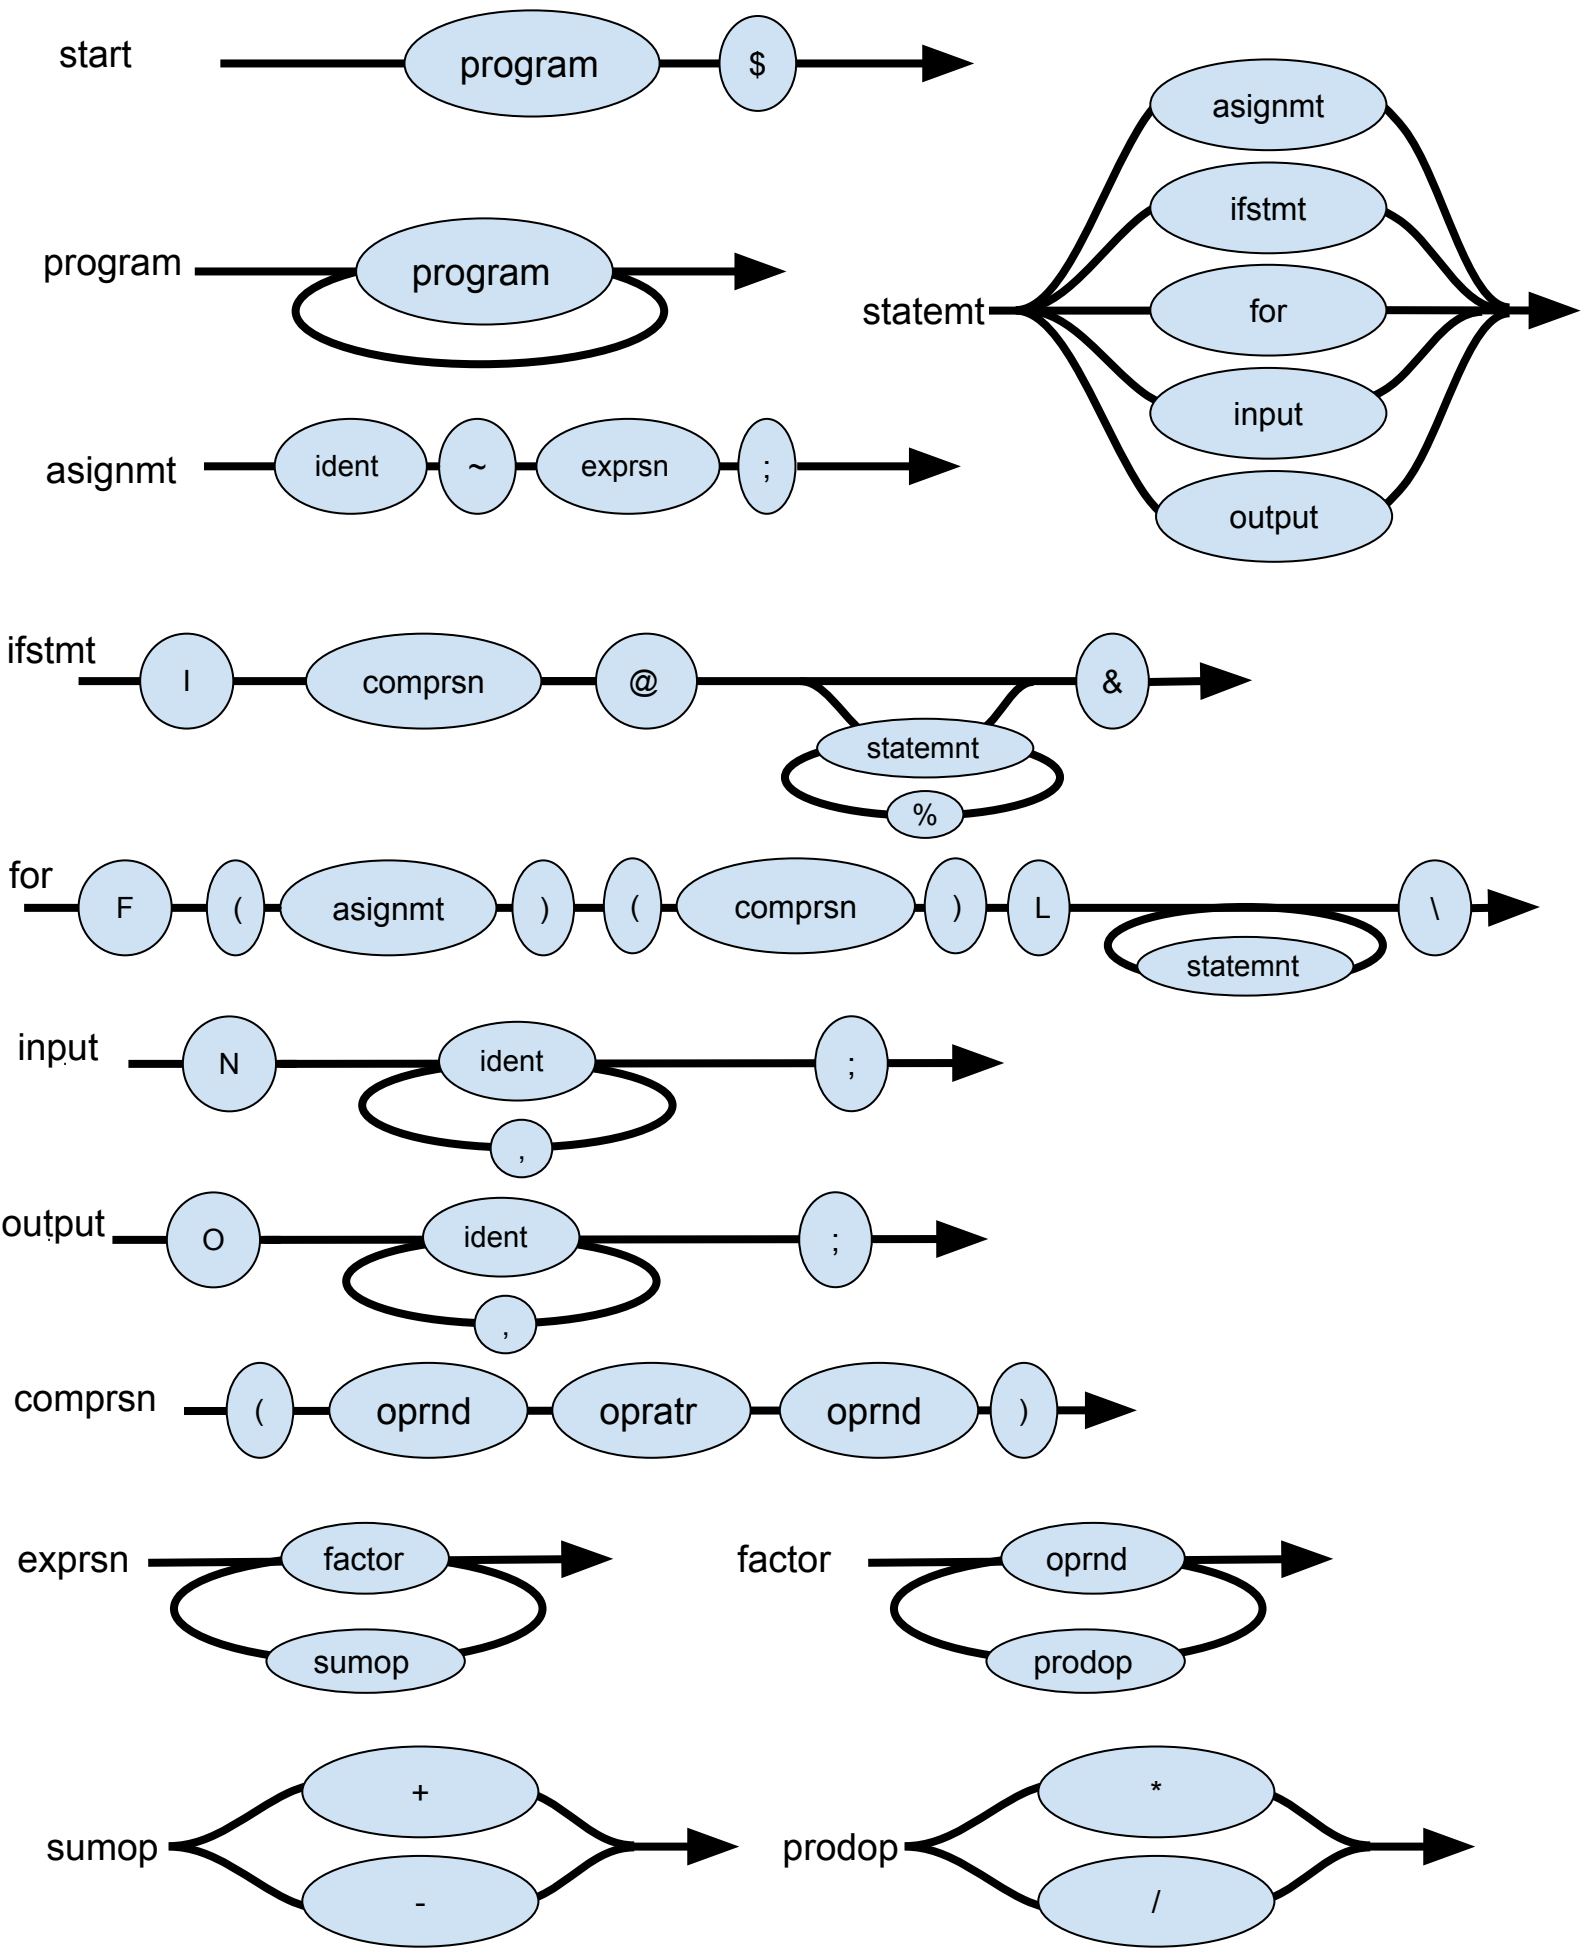 start program $
asignmt
ifstmt
program program
statemt for
input
asignmt ident ~ exprsn ;
output
ifstmt I comprsn @ &
statemnt
%
for F ( asignmt ) ( comprsn ) L \
statemnt
input N ident ;
,
output O ident ;
,
comprsn ( oprnd opratr oprnd )
exprsn factor factor oprnd
sumop prodop
+ *
sumop prodop
- /